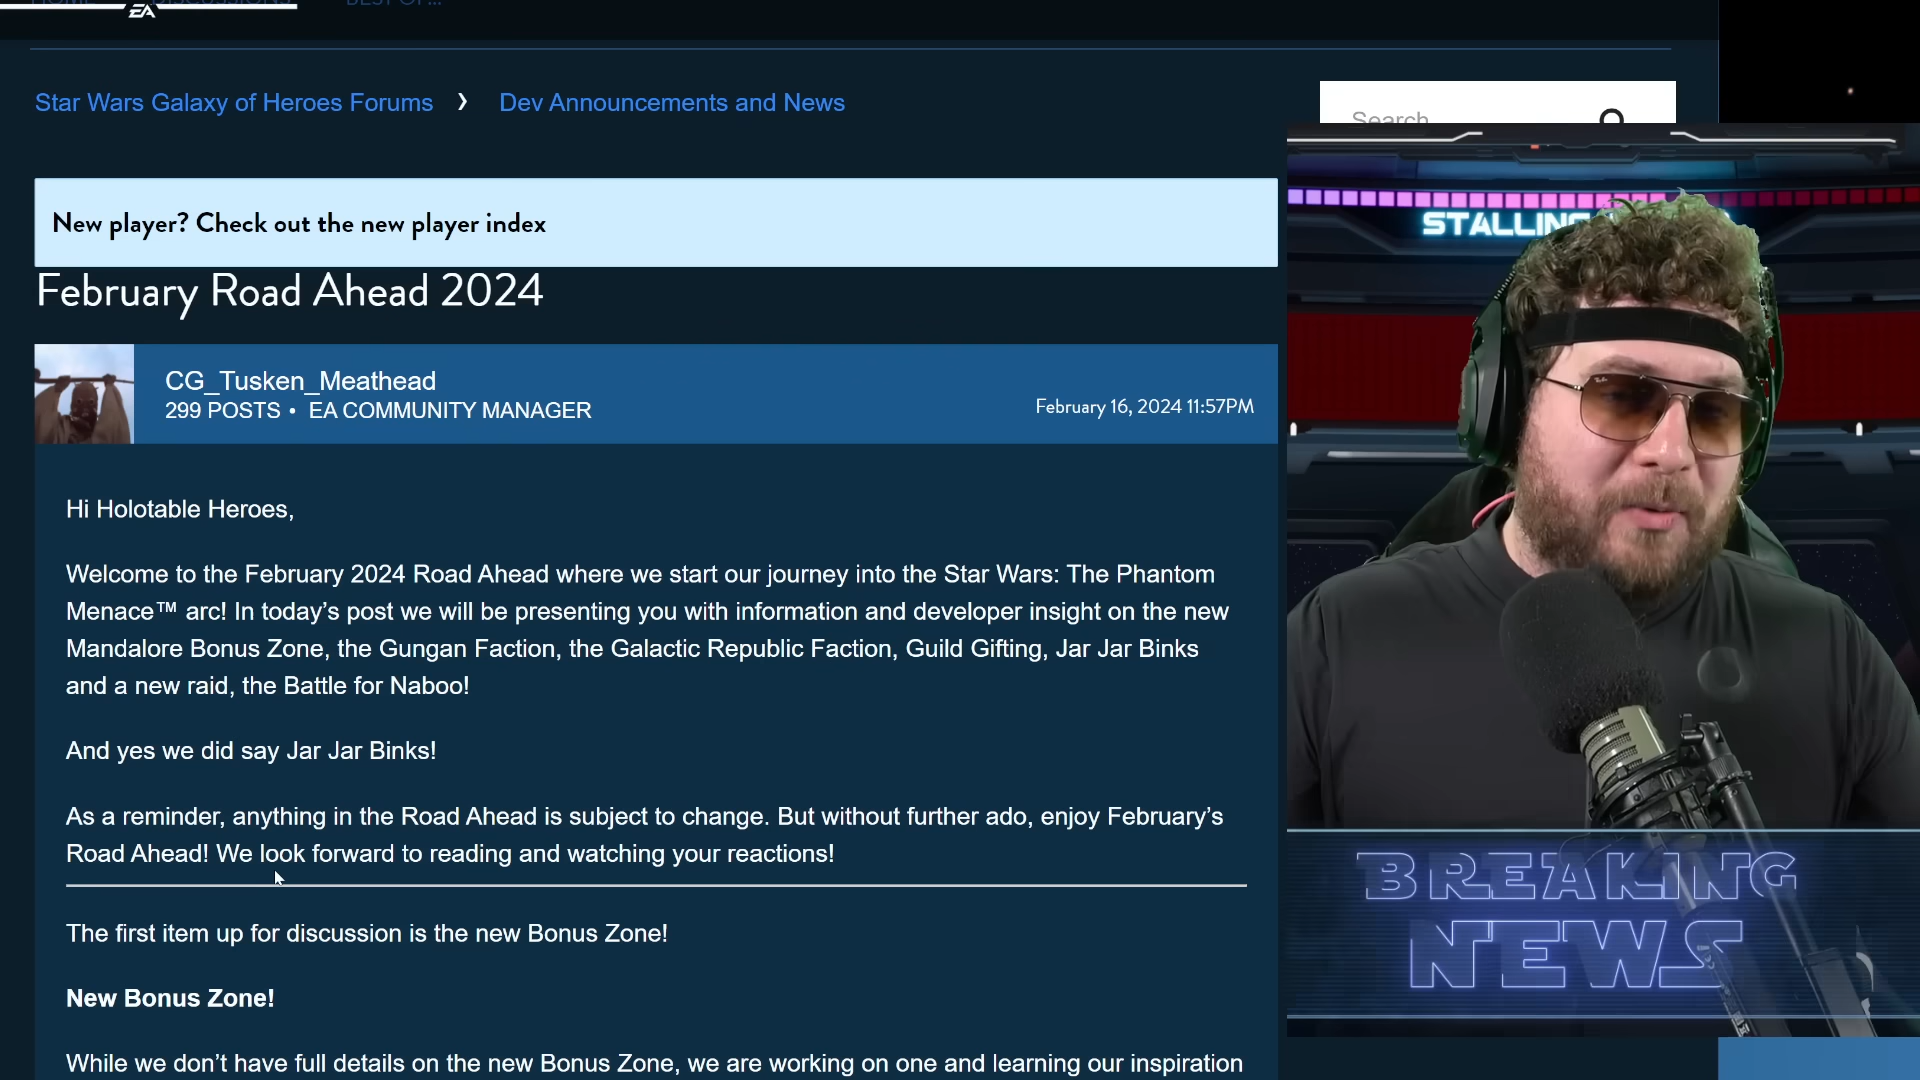 EA
Star Wars Galaxy of Heroes Forums ❯ Dev Announcements and News
Search
New player? Check out the new player index
February Road Ahead 2024
CG_Tusken_Meathead
299 POSTS • EA COMMUNITY MANAGER
February 16, 2024 11:57PM
Hi Holotable Heroes,
Welcome to the February 2024 Road Ahead where we start our journey into the Star Wars: The Phantom
Menace™ arc! In today’s post we will be presenting you with information and developer insight on the new
Mandalore Bonus Zone, the Gungan Faction, the Galactic Republic Faction, Guild Gifting, Jar Jar Binks
and a new raid, the Battle for Naboo!
And yes we did say Jar Jar Binks!
As a reminder, anything in the Road Ahead is subject to change. But without further ado, enjoy February’s
Road Ahead! We look forward to reading and watching your reactions!
The first item up for discussion is the new Bonus Zone!
New Bonus Zone!
While we don’t have full details on the new Bonus Zone, we are working on one and learning our inspiration
BREAKING
NEWS